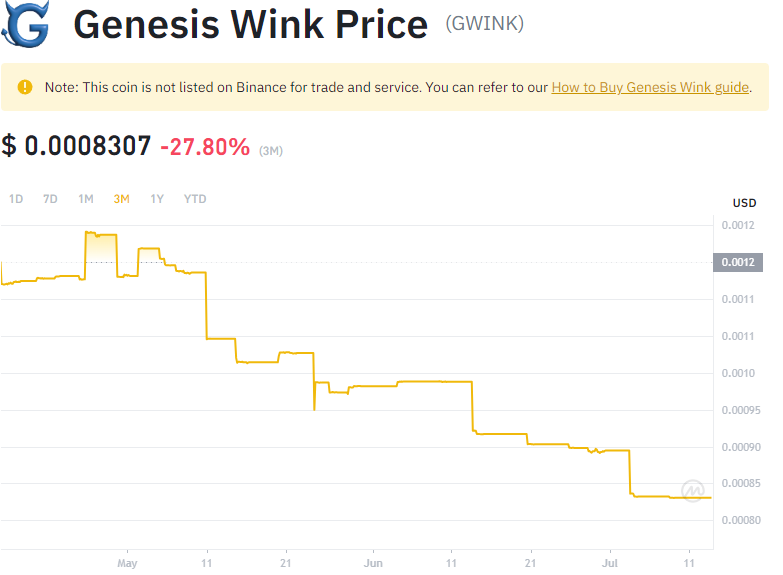 Genesis Wink Price (GWINK)
Note: This coin is not listed on Binance for trade and service. You can refer to our How to Buy Genesis Wink guide.
$ 0.0008307 -27.80% (3M)
1D 7D 1M 3M 1Y YTD
USD
0.0012
0.0012
0.0011
0.0011
0.0010
0.00095
0.00090
0.00085
0.00080
May 11 21 Jun 11 21 Jul 11